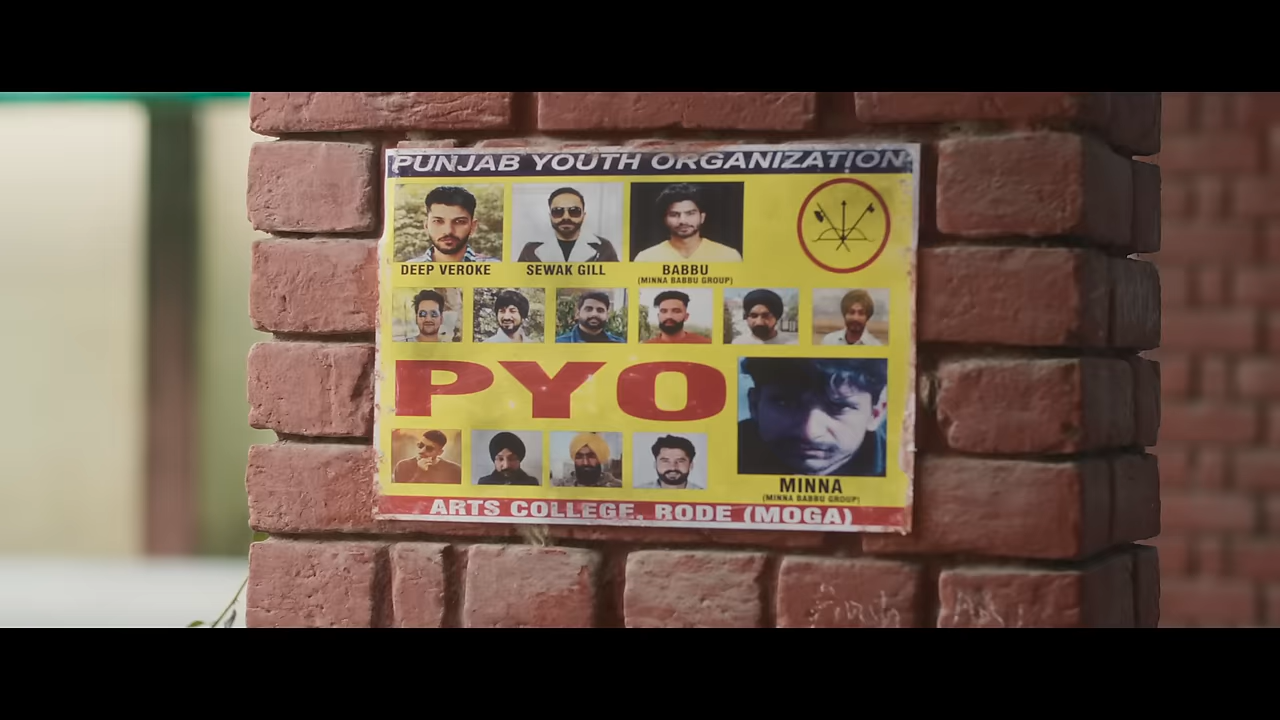 PUNJAB YOUTH ORGANIZATION
DEEP VEROKE
SEWAK GILL
BABBU
(MINNA BABBU GROUP)
PYO
MINNA
(MINNA BABBU GROUP)
ARTS COLLEGE, RODE (MOGA)